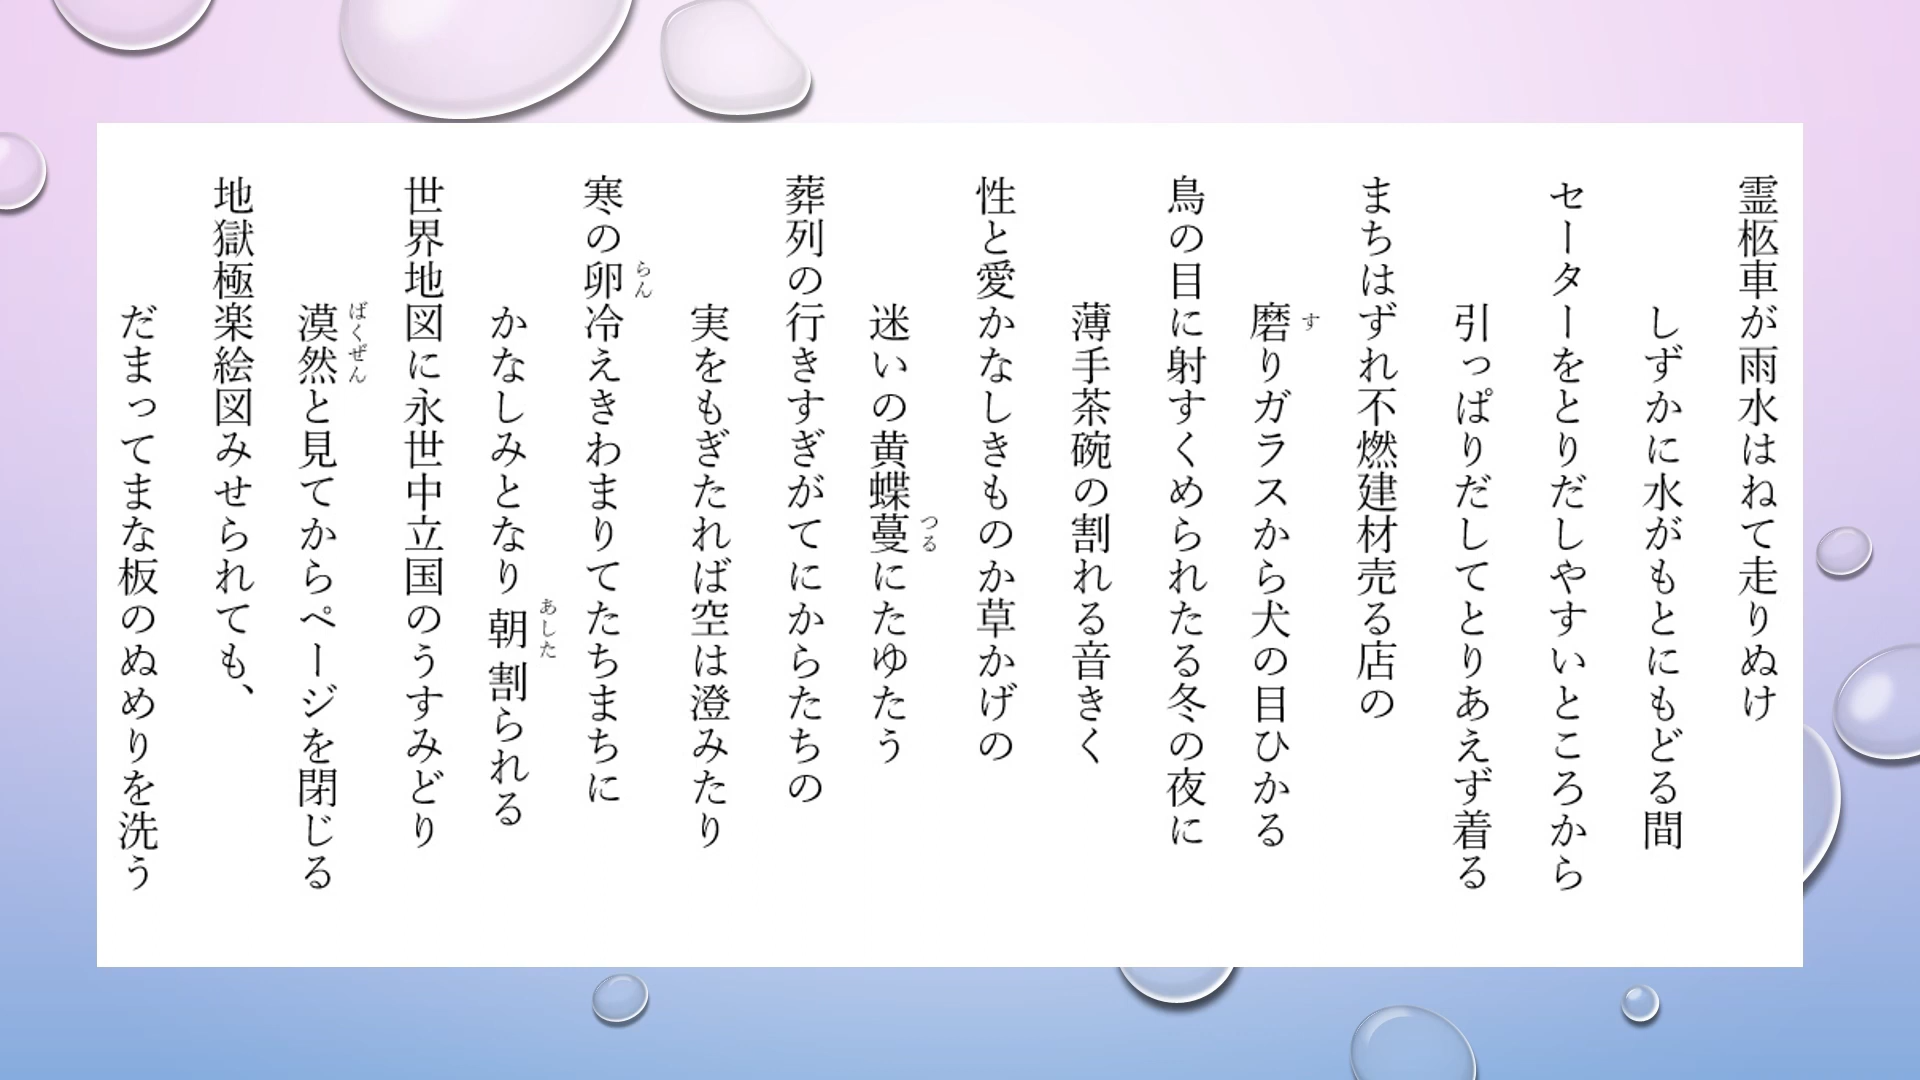 霊柩車が雨水はねて走りぬけ
しずかに水がもとにもどる間
セーターをとりだしやすいところから
引っぱりだしてとりあえず着る
まちはずれ不燃建材売る店の
磨りガラスから犬の目ひかる
す
鳥の目に射すくめられたる冬の夜に
薄手茶碗の割れる音きく
性と愛かなしきものか草かげの
迷いの黄蝶蔓にたゆたう
つる
葬列の行きすぎがてにからたちの
実をもぎたれば空は澄みたり
寒の卵冷えきわまりてたちまちに
らん
かなしみとなり朝割られる
あした
世界地図に永世中立国のうすみどり
漠然と見てからページを閉じる
ばくぜん
地獄極楽絵図みせられても、
だまってまな板のぬめりを洗う